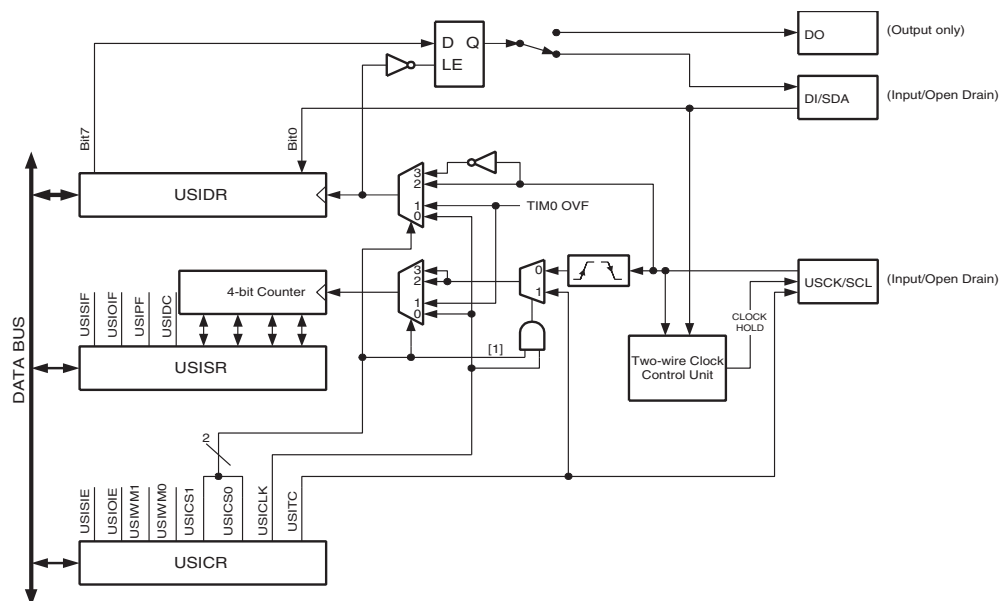 D Q
LE
DO
(Output only)
DI/SDA
(Input/Open Drain)
Bit7
Bit0
USIDR
3
2
1
0
TIM0 OVF
DATA BUS
USISIF
USIOIF
USIPF
USIDC
4-bit Counter
3
2
1
0
0
1
USCK/SCL
(Input/Open Drain)
CLOCK
HOLD
[1]
USISR
Two-wire Clock
Control Unit
2
USISIE
USIOIE
USIWM1
USIWM0
USICS1
USICS0
USICLK
USITC
USICR